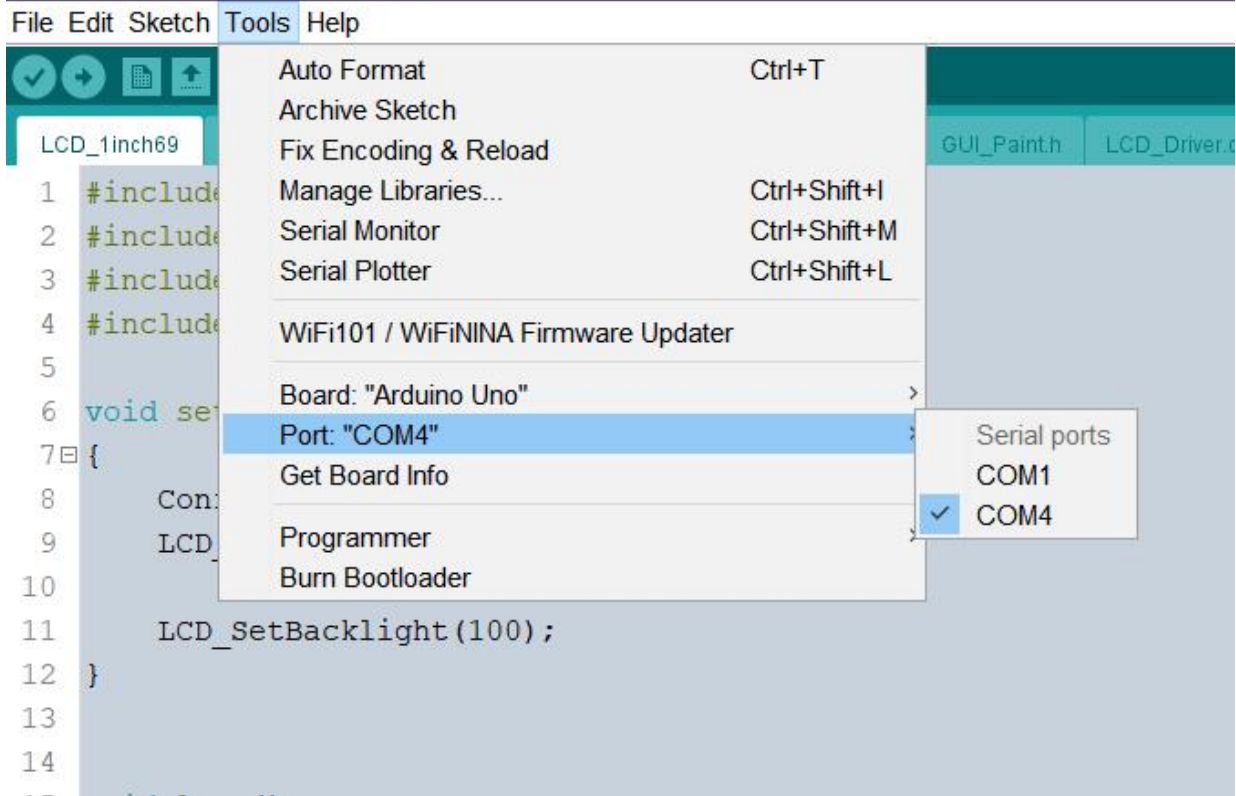 File Edit Sketch Tools Help
Auto Format Ctrl+T
Archive Sketch
LCD_1inch69 Fix Encoding & Reload GUI_Paint.h LCD_Driver.c
1 #include Manage Libraries... Ctrl+Shift+I
2 #include Serial Monitor Ctrl+Shift+M
3 #include Serial Plotter Ctrl+Shift+L
4 #include WiFi101 / WiFiNINA Firmware Updater
5
Board: "Arduino Uno"
6 void set
Port: "COM4" Serial ports
7 {
Get Board Info COM1
8 Con
COM4
9 LCD_ Programmer
10 Burn Bootloader
11 LCD_SetBacklight(100);
12 }
13
14